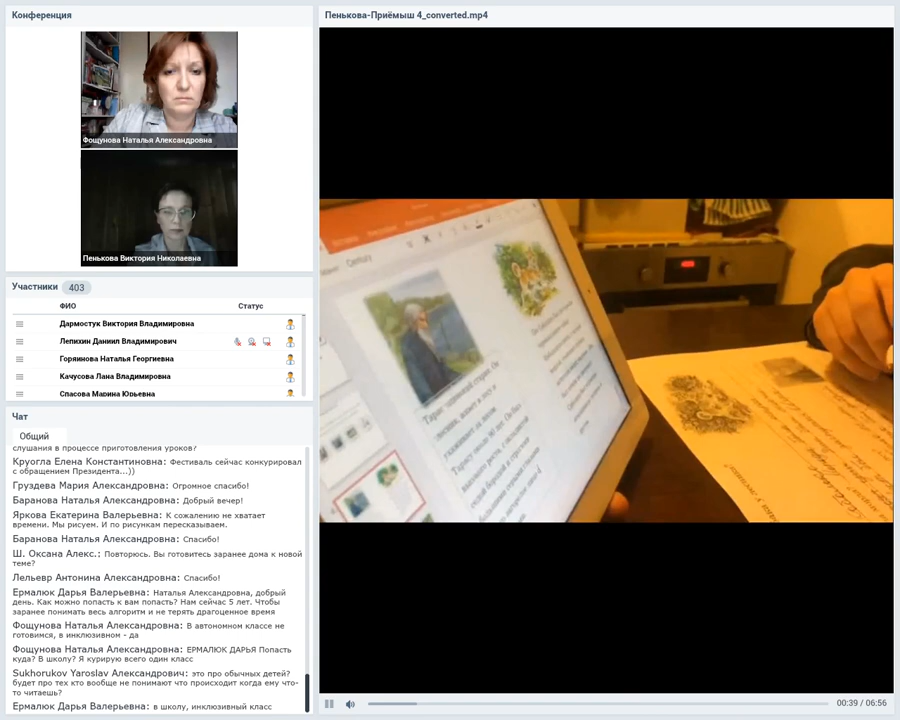 Конференция
Фощунова Наталья Александровна
Пенькова Виктория Николаевна
Участники 403
ФИО Статус
Дармостук Виктория Владимировна
Лепихин Даниил Владимирович
Горяинова Наталья Георгиевна
Качусова Лана Владимировна
Спасова Марина Юрьевна
Чат
Общий
слушания в процессе приготовления уроков?
Круогла Елена Константиновна: Фестиваль сейчас конкурировал
с обращением Президента...))
Груздева Мария Александровна: Огромное спасибо!
Баранова Наталья Александровна: Добрый вечер!
Яркова Екатерина Валерьевна: К сожалению не хватает
времени. Мы рисуем. И по рисункам пересказываем.
Баранова Наталья Александровна: Спасибо!
Ш. Оксана Алекс.: Повторюсь. Вы готовитесь заранее дома к новой
теме?
Лельевр Антонина Александровна: Спасибо!
Ермалюк Дарья Валерьевна: Наталья Александровна, добрый
день. Как можно попасть к вам попасть? Нам сейчас 5 лет. Чтобы
заранее понимать весь алгоритм и не терять драгоценное время
Фощунова Наталья Александровна: В автономном классе не
готовимся, в инклюзивном - да
Фощунова Наталья Александровна: ЕРМАЛЮК ДАРЬЯ Попасть
куда? В школу? Я курирую всего один класс
Sukhorukov Yaroslav Александрович: это про обычных детей?
будет про тех кто вообще не понимают что происходит когда ему что-
то читаешь?
Ермалюк Дарья Валерьевна: в школу, инклюзивный класс
Пенькова-Приёмыш 4_converted.mp4
00:39 / 06:56